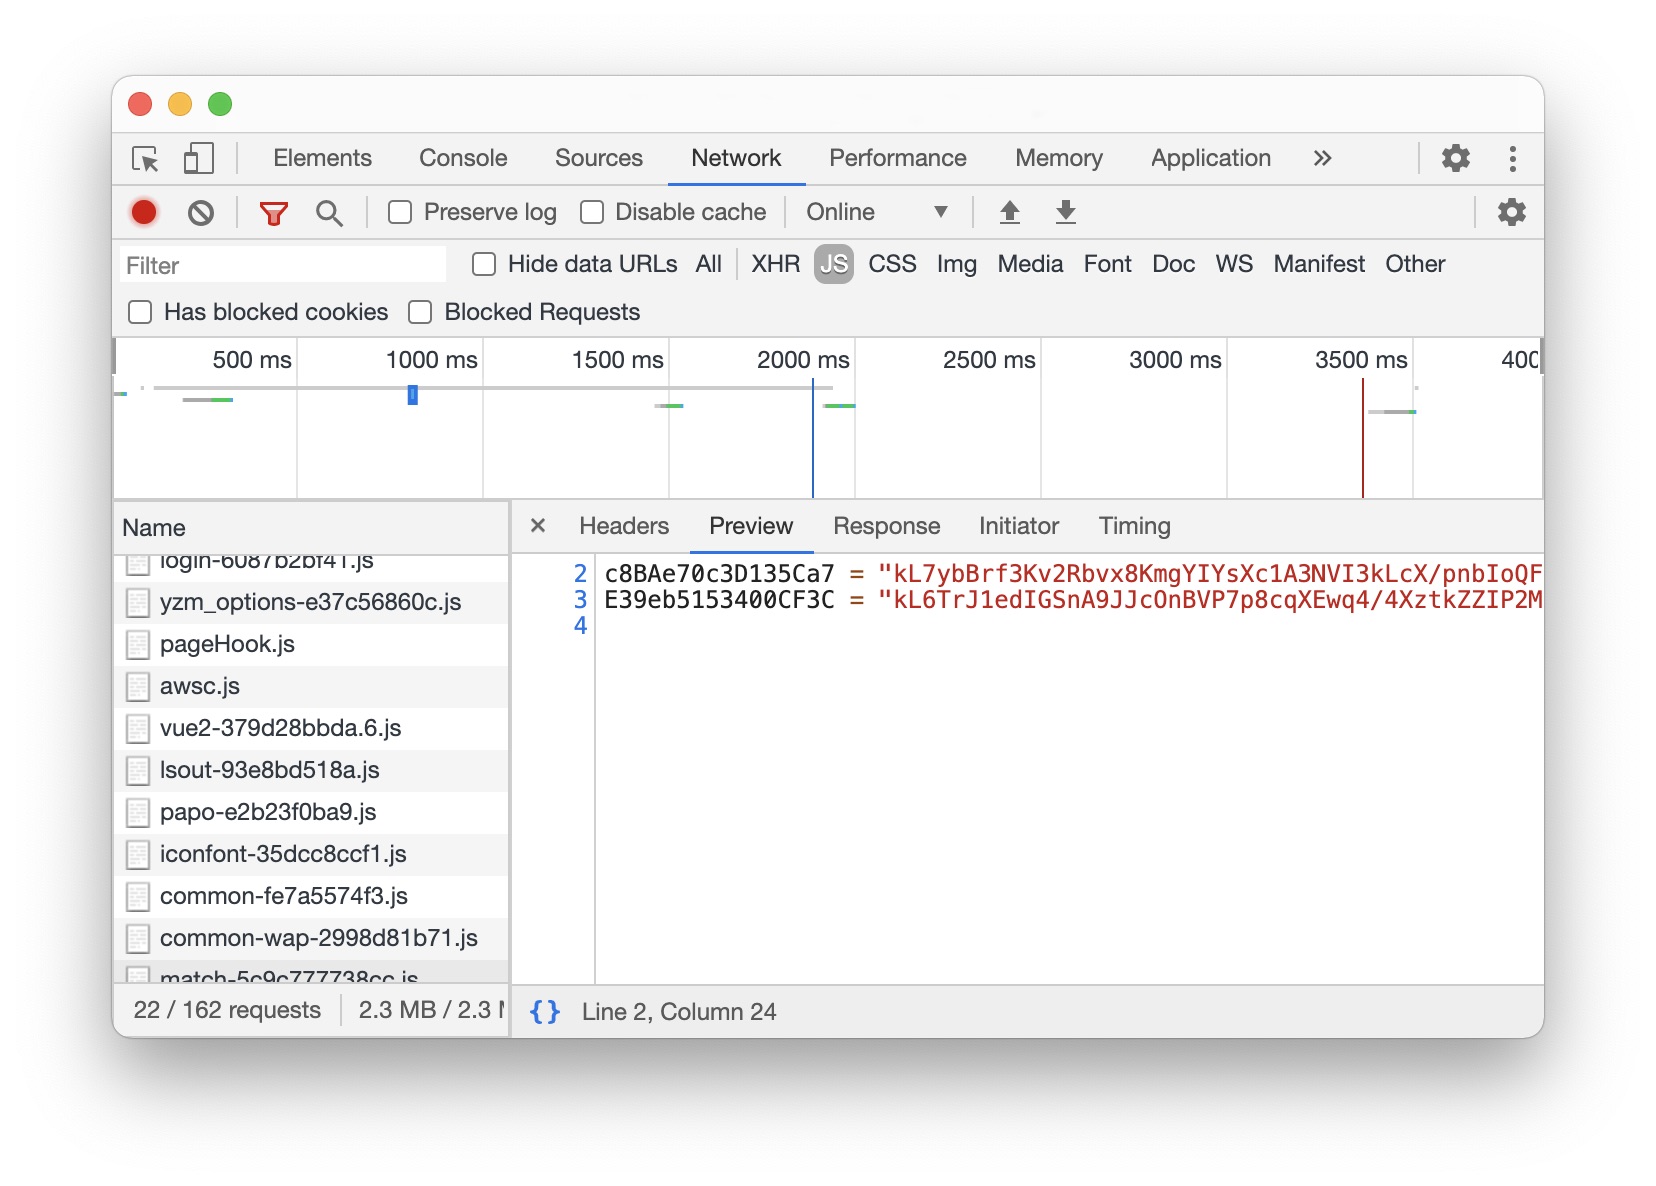 Elements Console Sources Network Performance Memory Application
Preserve log Disable cache Online
Filter Hide data URLs All XHR JS CSS Img Media Font Doc WS Manifest Other
Has blocked cookies Blocked Requests
500 ms 1000 ms 1500 ms 2000 ms 2500 ms 3000 ms 3500 ms 400
Name
× Headers Preview Response Initiator Timing
login-6087b2bf41.js
yzm_options-e37c56860c.js
pageHook.js
awsc.js
vue2-379d28bbda.6.js
lsout-93e8bd518a.js
papo-e2b23f0ba9.js
iconfont-35dcc8ccf1.js
common-fe7a5574f3.js
common-wap-2998d81b71.js
match-5c9c777738cc.js
2 c8BAe70c3D135Ca7 = "kL7ybBrf3Kv2Rbvx8KmgYIYsXc1A3NVI3kLcX/pnbIoQF
3 E39eb5153400CF3C = "kL6TrJ1edIGSnA9JJcOnBVP7p8cqXEwq4/4XztkZZIP2M
4
22 / 162 requests 2.3 MB / 2.3 M
{} Line 2, Column 24